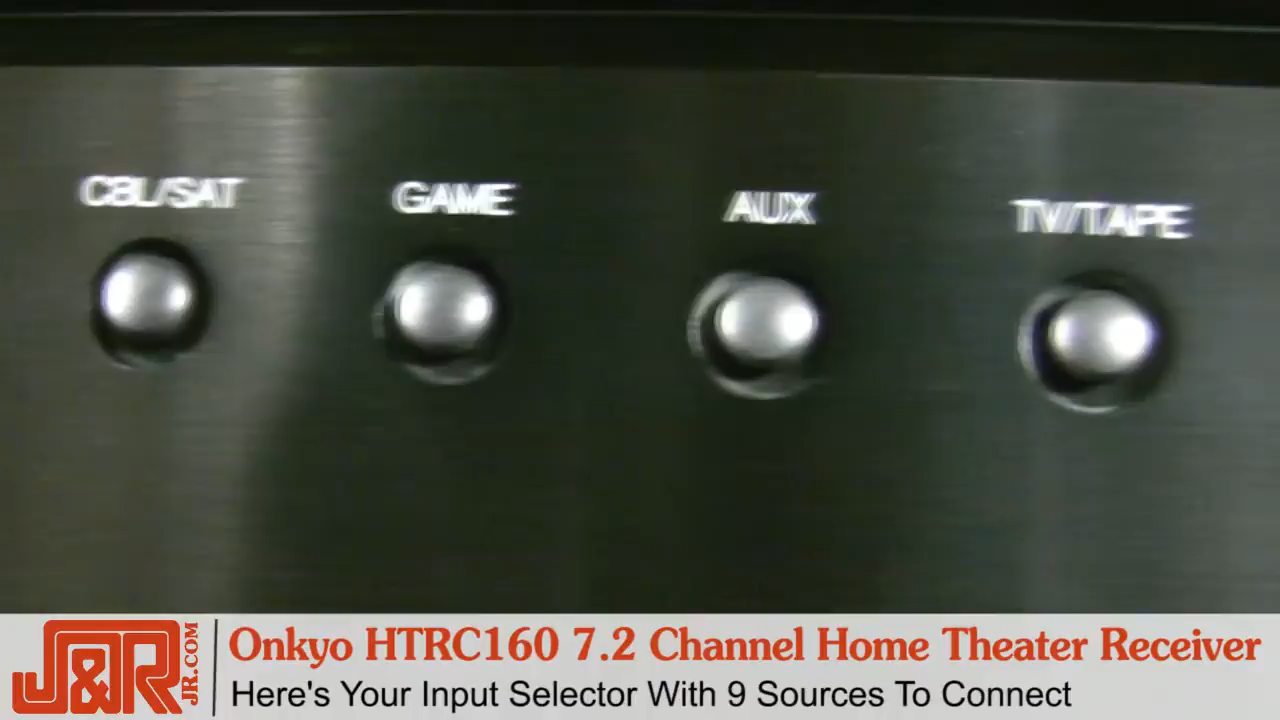 CBL/SAT GAME AUX TV/TAPE
J&R JR.COM
Onkyo HTRC160 7.2 Channel Home Theater Receiver
Here's Your Input Selector With 9 Sources To Connect